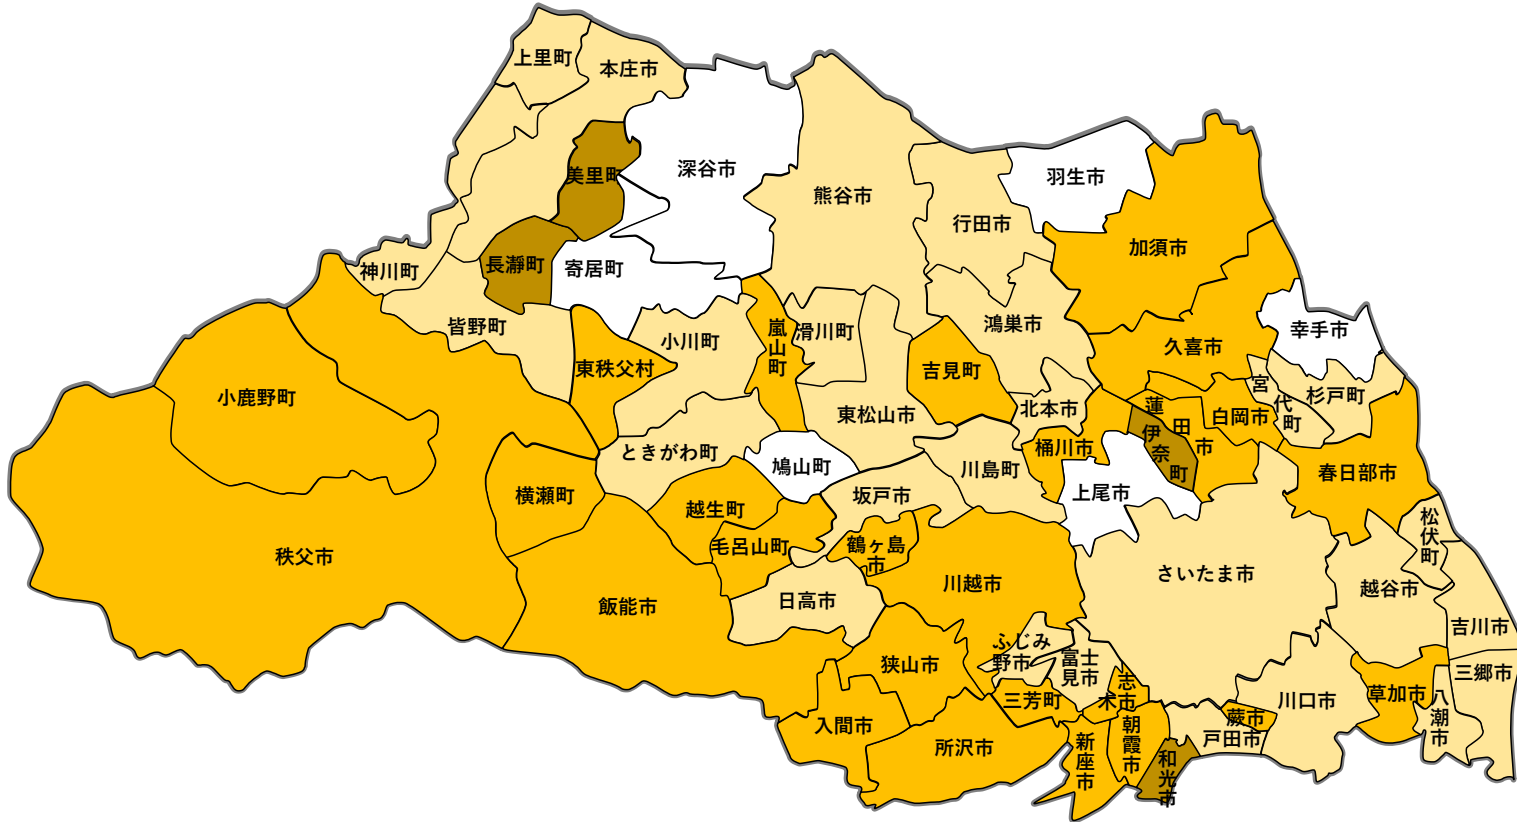 上里町
本庄市
美里町
深谷市
羽生市
熊谷市
行田市
加須市
長瀞町
寄居町
神川町
皆野町
小川町
嵐山町
滑川町
鴻巣市
幸手市
久喜市
東秩父村
吉見町
小鹿野町
東松山市
北本市
蓮田市
白岡市
宮代町
杉戸町
ときがわ町
鳩山町
川島町
桶川市
伊奈町
春日部市
横瀬町
越生町
坂戸市
上尾市
松伏町
秩父市
毛呂山町
鶴ヶ島
市
川越市
さいたま市
越谷市
飯能市
日高市
吉川市
狭山市
ふじみ
野市
富士
見市
三郷市
三芳町
志木市
川口市
草加市
八潮市
入間市
所沢市
新座市
朝霞市
和光市
蕨市
戸田市